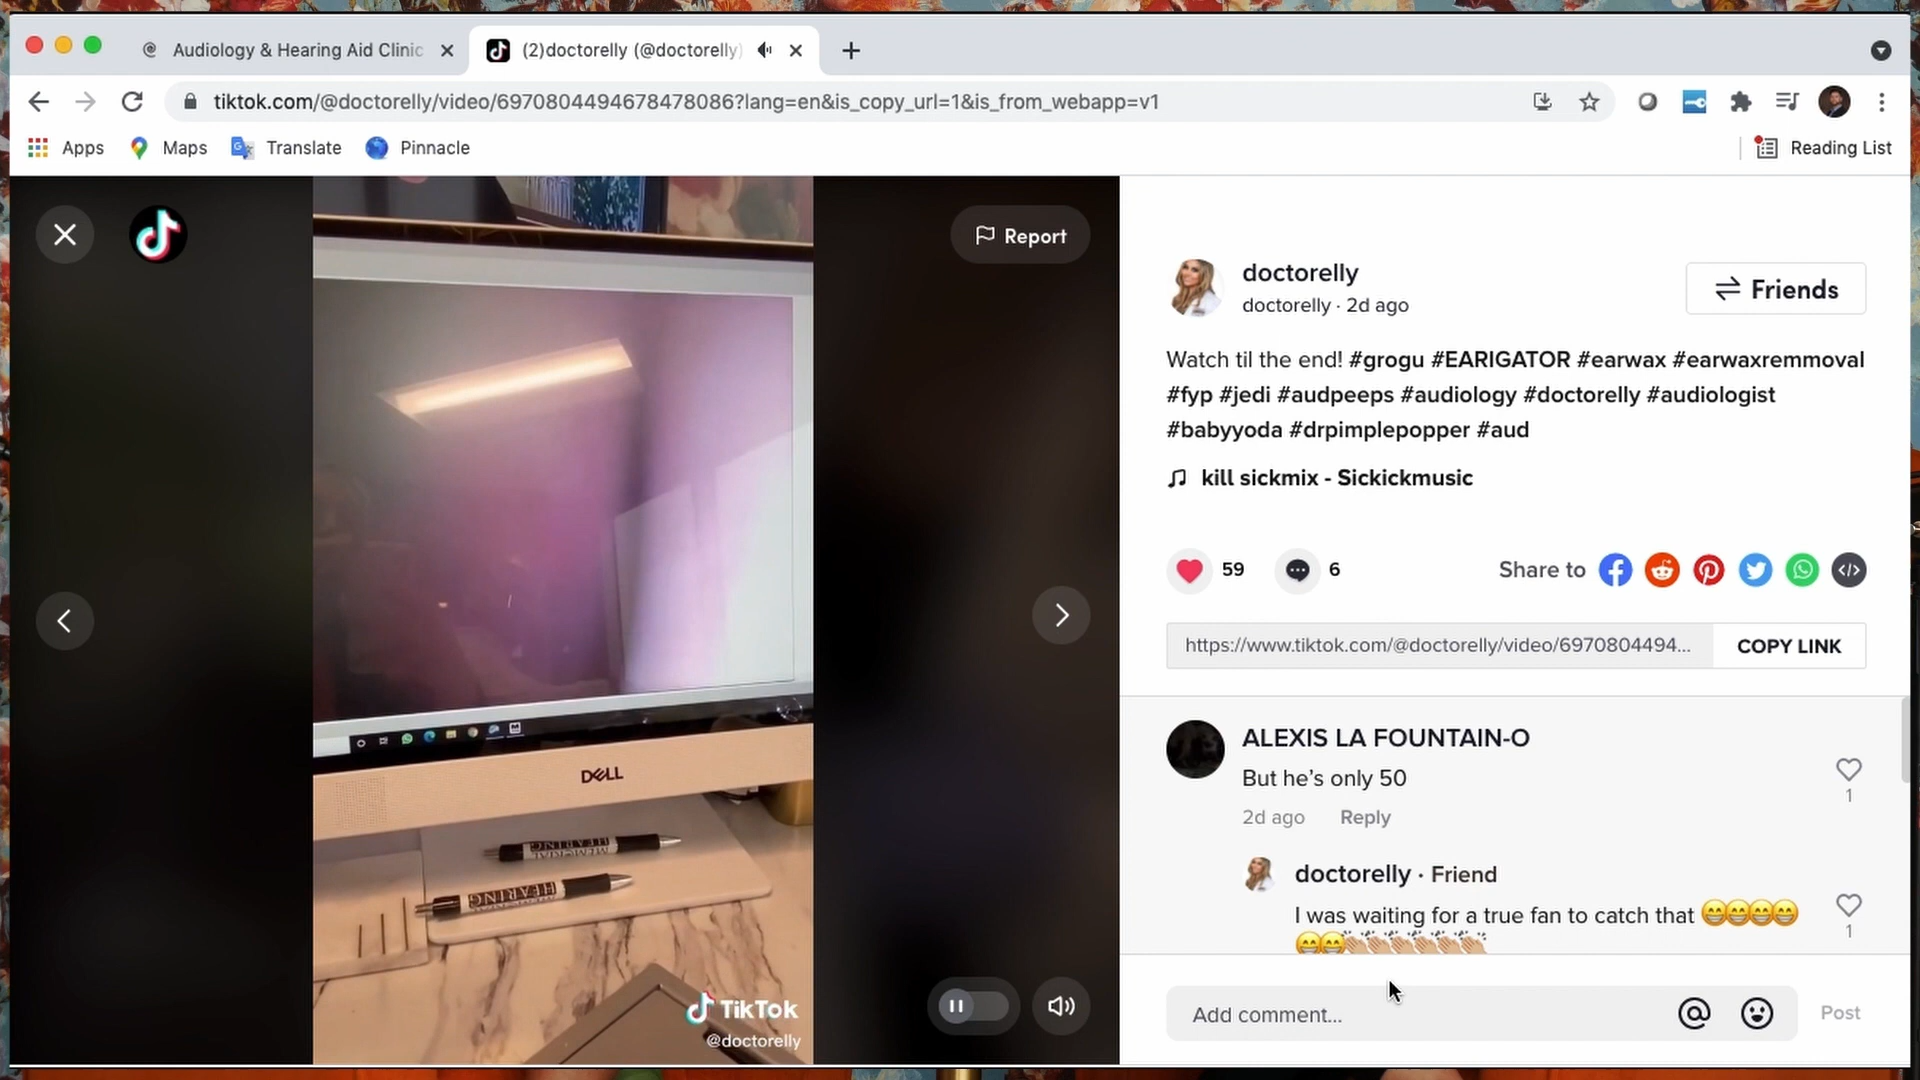 Audiology & Hearing Aid Clinic
(2)doctorelly (@doctorelly)
tiktok.com/@doctorelly/video/6970804494678478086?lang=en&is_copy_url=1&is_from_webapp=v1
Apps
Maps
Translate
Pinnacle
Reading List
Report
DELL
MEMORIAL
HEARING
MEMORIAL
HEARING
TikTok
@doctorelly
doctorelly
doctorelly · 2d ago
Friends
Watch til the end! #grogu #EARIGATOR #earwax #earwaxremmoval
#fyp #jedi #audpeeps #audiology #doctorelly #audiologist
#babyyoda #drpimplepopper #aud
kill sickmix - Sickickmusic
59
6
Share to
https://www.tiktok.com/@doctorelly/video/6970804494...
COPY LINK
ALEXIS LA FOUNTAIN-O
But he's only 50
1
2d ago Reply
doctorelly · Friend
I was waiting for a true fan to catch that 😁😁😁😁
😁😁👏🏼👏🏼👏🏼👏🏼👏🏼👏🏼
1
Add comment...
Post